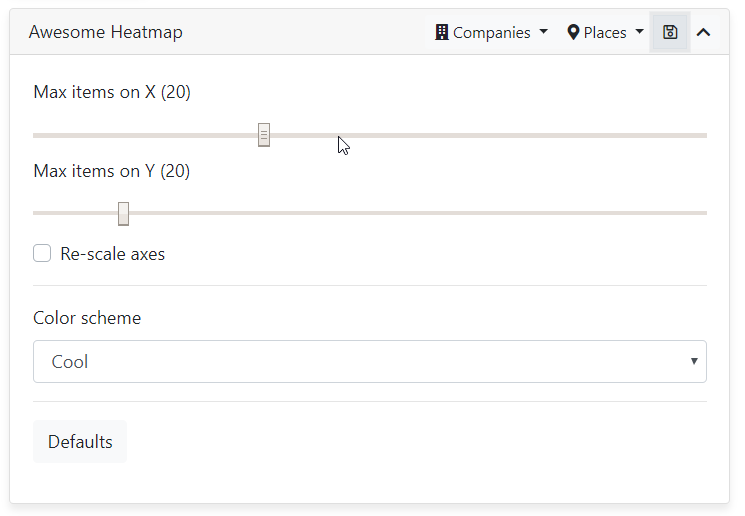 Awesome Heatmap Companies Places
Max items on X (20)
Max items on Y (20)
Re-scale axes
Color scheme
Cool
Defaults